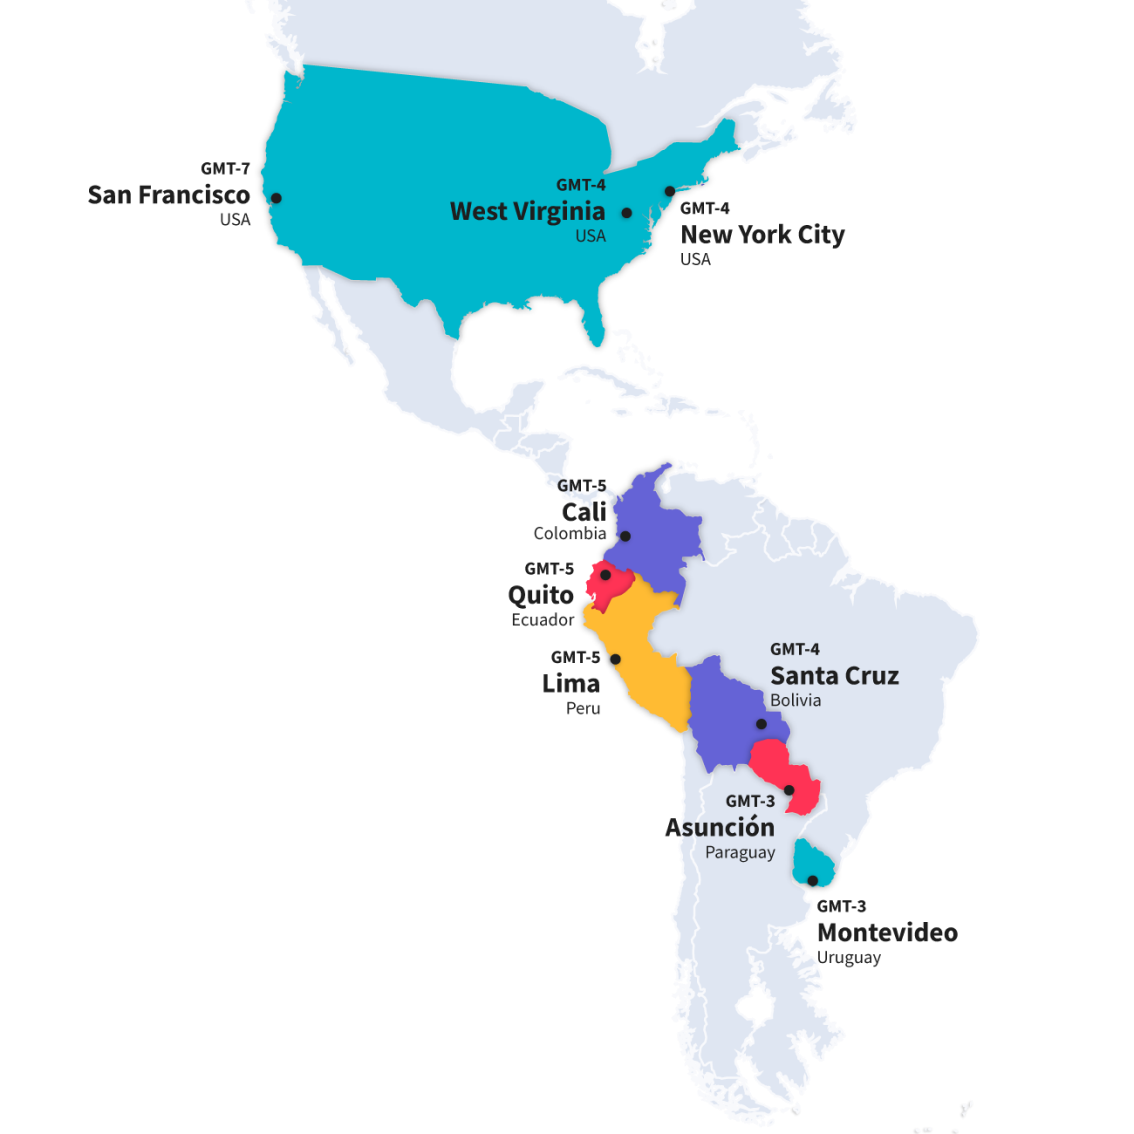 GMT-7
San Francisco
USA
GMT-4
West Virginia
USA
GMT-4
New York City
USA
GMT-5
Cali
Colombia
GMT-5
Quito
Ecuador
GMT-5
Lima
Peru
GMT-4
Santa Cruz
Bolivia
GMT-3
Asunción
Paraguay
GMT-3
Montevideo
Uruguay